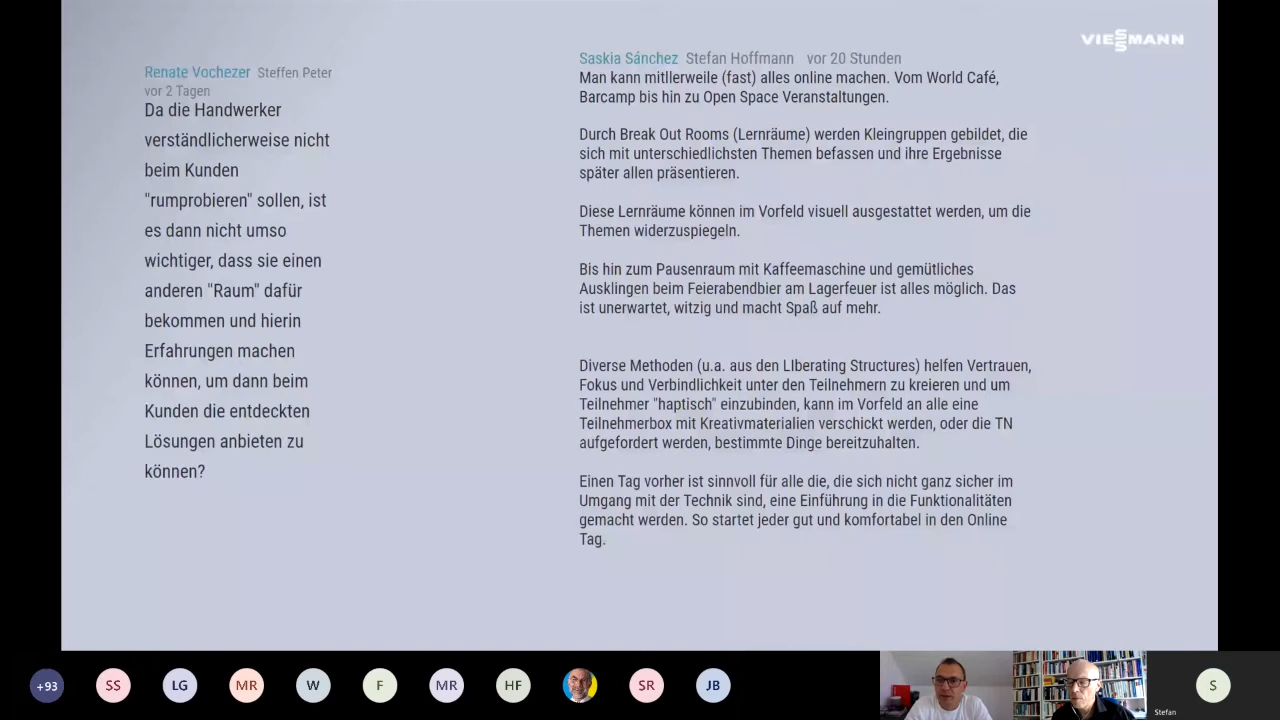 VIESSMANN
Renate Vochezer Steffen Peter
vor 2 Tagen
Da die Handwerker
verständlicherweise nicht
beim Kunden
"rumprobieren" sollen, ist
es dann nicht umso
wichtiger, dass sie einen
anderen "Raum" dafür
bekommen und hierin
Erfahrungen machen
können, um dann beim
Kunden die entdeckten
Lösungen anbieten zu
können?
Saskia Sánchez Stefan Hoffmann vor 20 Stunden
Man kann mitllerweile (fast) alles online machen. Vom World Café,
Barcamp bis hin zu Open Space Veranstaltungen.
Durch Break Out Rooms (Lernräume) werden Kleingruppen gebildet, die
sich mit unterschiedlichsten Themen befassen und ihre Ergebnisse
später allen präsentieren.
Diese Lernräume können im Vorfeld visuell ausgestattet werden, um die
Themen widerzuspiegeln.
Bis hin zum Pausenraum mit Kaffeemaschine und gemütliches
Ausklingen beim Feierabendbier am Lagerfeuer ist alles möglich. Das
ist unerwartet, witzig und macht Spaß auf mehr.
Diverse Methoden (u.a. aus den LIberating Structures) helfen Vertrauen,
Fokus und Verbindlichkeit unter den Teilnehmern zu kreieren und um
Teilnehmer "haptisch" einzubinden, kann im Vorfeld an alle eine
Teilnehmerbox mit Kreativmaterialien verschickt werden, oder die TN
aufgefordert werden, bestimmte Dinge bereitzuhalten.
Einen Tag vorher ist sinnvoll für alle die, die sich nicht ganz sicher im
Umgang mit der Technik sind, eine Einführung in die Funktionalitäten
gemacht werden. So startet jeder gut und komfortabel in den Online
Tag.
+93 SS LG MR W F MR HF SR JB S
Stefan